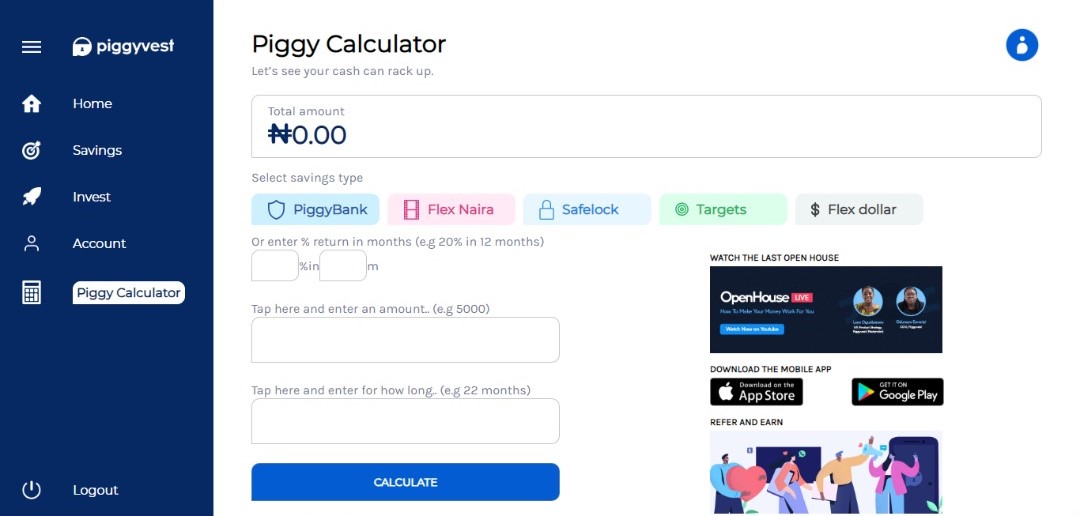 piggyvest
Home
Savings
Invest
Account
Piggy Calculator
Logout
Piggy Calculator
Let's see your cash can rack up.
Total amount
₦0.00
Select savings type
PiggyBank
Flex Naira
Safelock
Targets
$ Flex dollar
Or enter % return in months (e.g 20% in 12 months)
%in m
Tap here and enter an amount.. (e.g 5000)
Tap here and enter for how long.. (e.g 22 months)
CALCULATE
WATCH THE LAST OPEN HOUSE
OpenHouse LIVE
How To Make Your Money Work For You
Watch Now on Youtube
DOWNLOAD THE MOBILE APP
Download on the
App Store
GET IT ON
Google Play
REFER AND EARN